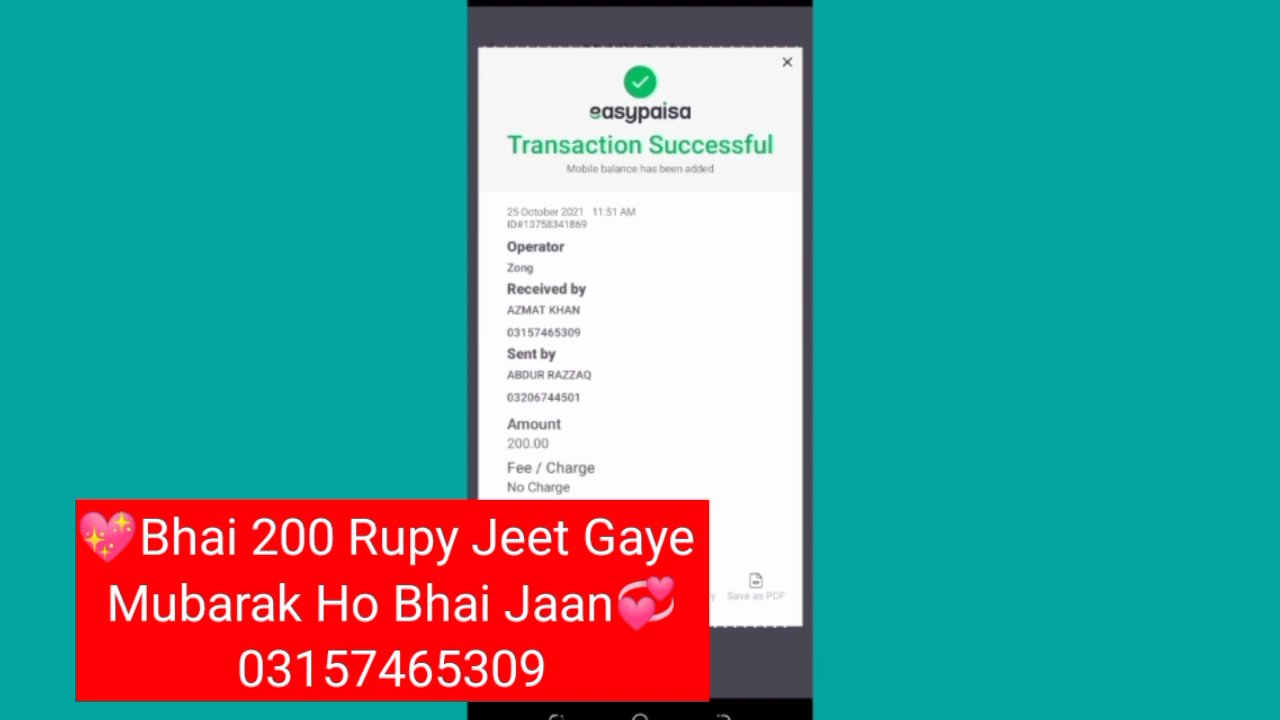 easypaisa
Transaction Successful
Mobile balance has been added
25 October 2021 11:51 AM
ID#13758341869
Operator
Zong
Received by
AZMAT KHAN
03157465309
Sent by
ABDUR RAZZAQ
03206744501
Amount
200.00
Fee / Charge
No Charge
Save as PDF
💖Bhai 200 Rupy Jeet Gaye
Mubarak Ho Bhai Jaan💞
03157465309